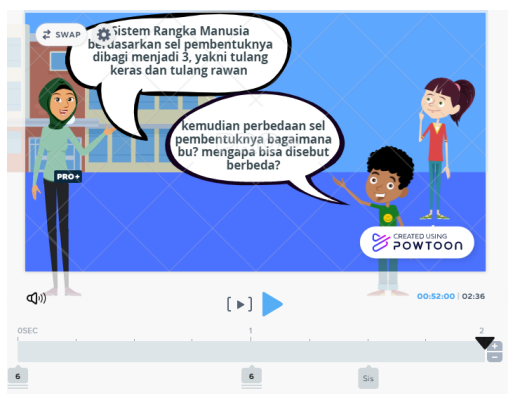 SWAP
Sistem Rangka Manusia
berdasarkan sel pembentuknya
dibagi menjadi 3, yakni tulang
keras dan tulang rawan
kemudian perbedaan sel
pembentuknya bagaimana
bu? mengapa bisa disebut
berbeda?
PRO+
CREATED USING
POWTOON
00:52:00 | 02:36
0SEC
1
2
6
6
Sis